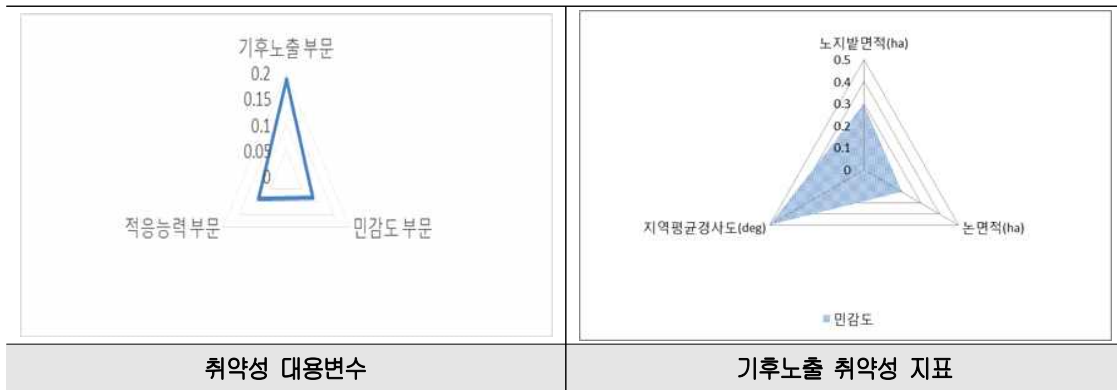 기후노출 부문
0.2
0.15
0.1
0.05
0
적응능력 부문
민감도 부문
노지밭면적(ha)
0.5
0.4
0.3
0.2
0.1
0
지역평균경사도(deg)
논면적(ha)
민감도
취약성 대용변수
기후노출 취약성 지표